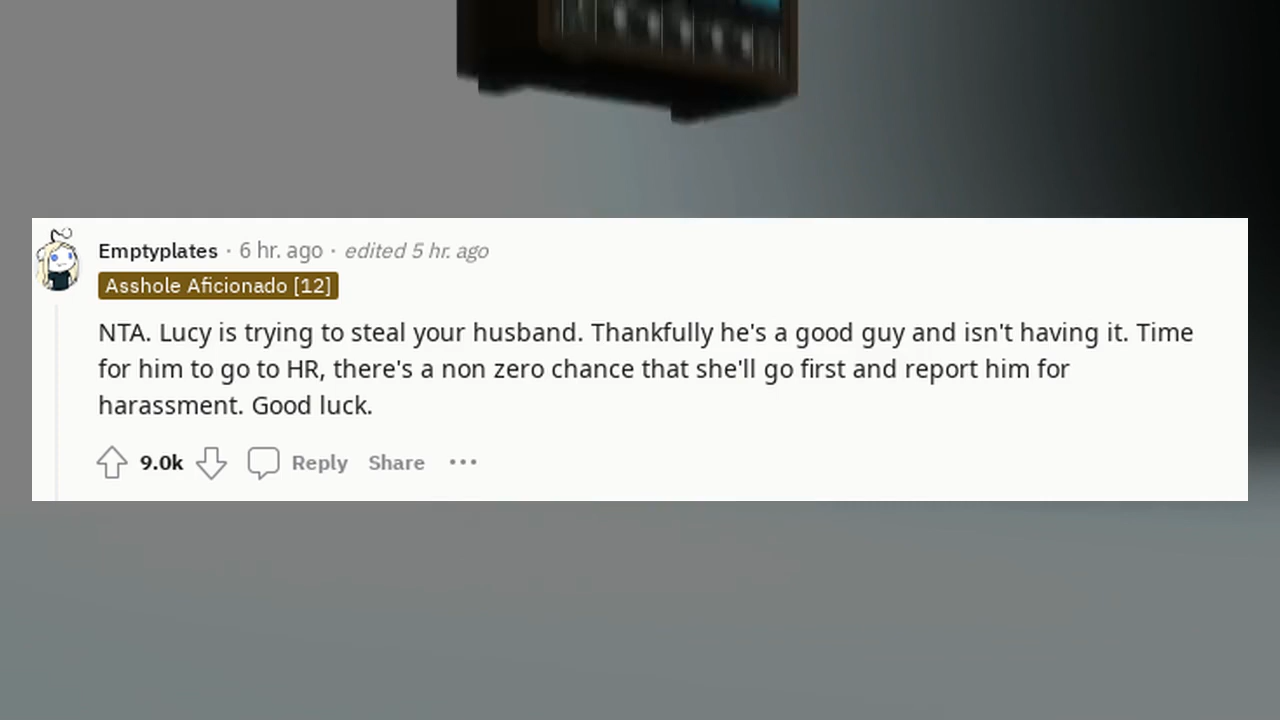 Emptyplates · 6 hr. ago · edited 5 hr. ago
Asshole Aficionado [12]
NTA. Lucy is trying to steal your husband. Thankfully he's a good guy and isn't having it. Time
for him to go to HR, there's a non zero chance that she'll go first and report him for
harassment. Good luck.
9.0k Reply Share